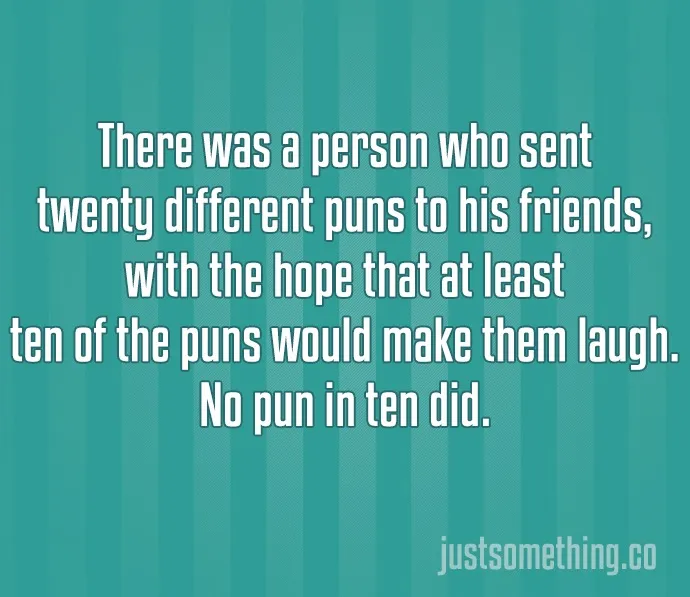 There was a person who sent
twenty different puns to his friends,
with the hope that at least
ten of the puns would make them laugh.
No pun in ten did.
justsomething.co